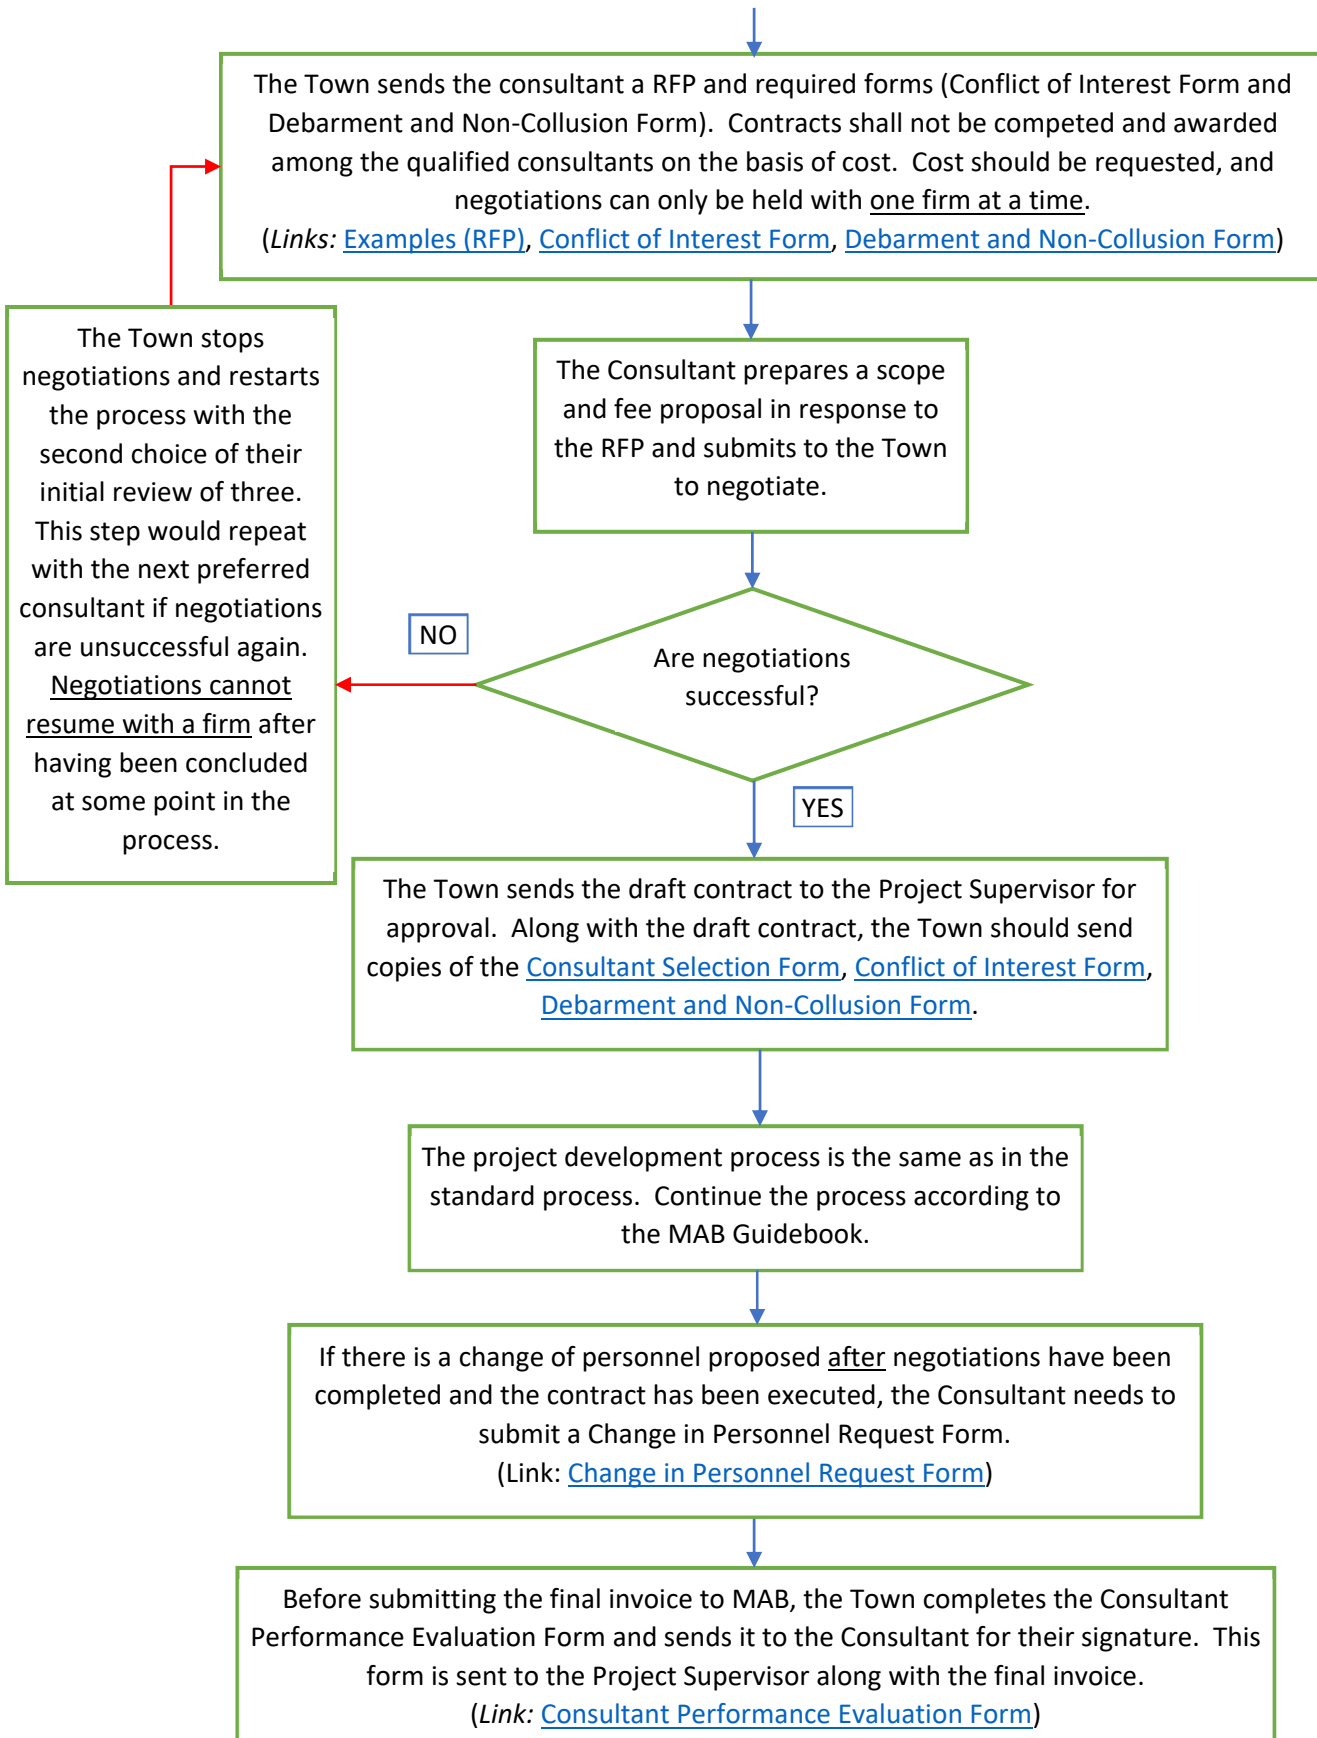 The Town sends the consultant a RFP and required forms (Conflict of Interest Form and
Debarment and Non-Collusion Form).  Contracts shall not be competed and awarded
among the qualified consultants on the basis of cost.  Cost should be requested, and
negotiations can only be held with one firm at a time.
(Links: Examples (RFP), Conflict of Interest Form, Debarment and Non-Collusion Form)
The Town stops
negotiations and restarts
the process with the
second choice of their
initial review of three.
This step would repeat
with the next preferred
consultant if negotiations
are unsuccessful again.
Negotiations cannot
resume with a firm after
having been concluded
at some point in the
process.
The Consultant prepares a scope
and fee proposal in response to
the RFP and submits to the Town
to negotiate.
NO
Are negotiations
successful?
YES
The Town sends the draft contract to the Project Supervisor for
approval.  Along with the draft contract, the Town should send
copies of the Consultant Selection Form, Conflict of Interest Form,
Debarment and Non-Collusion Form.
The project development process is the same as in the
standard process.  Continue the process according to
the MAB Guidebook.
If there is a change of personnel proposed after negotiations have been
completed and the contract has been executed, the Consultant needs to
submit a Change in Personnel Request Form.
(Link: Change in Personnel Request Form)
Before submitting the final invoice to MAB, the Town completes the Consultant
Performance Evaluation Form and sends it to the Consultant for their signature.  This
form is sent to the Project Supervisor along with the final invoice.
(Link: Consultant Performance Evaluation Form)